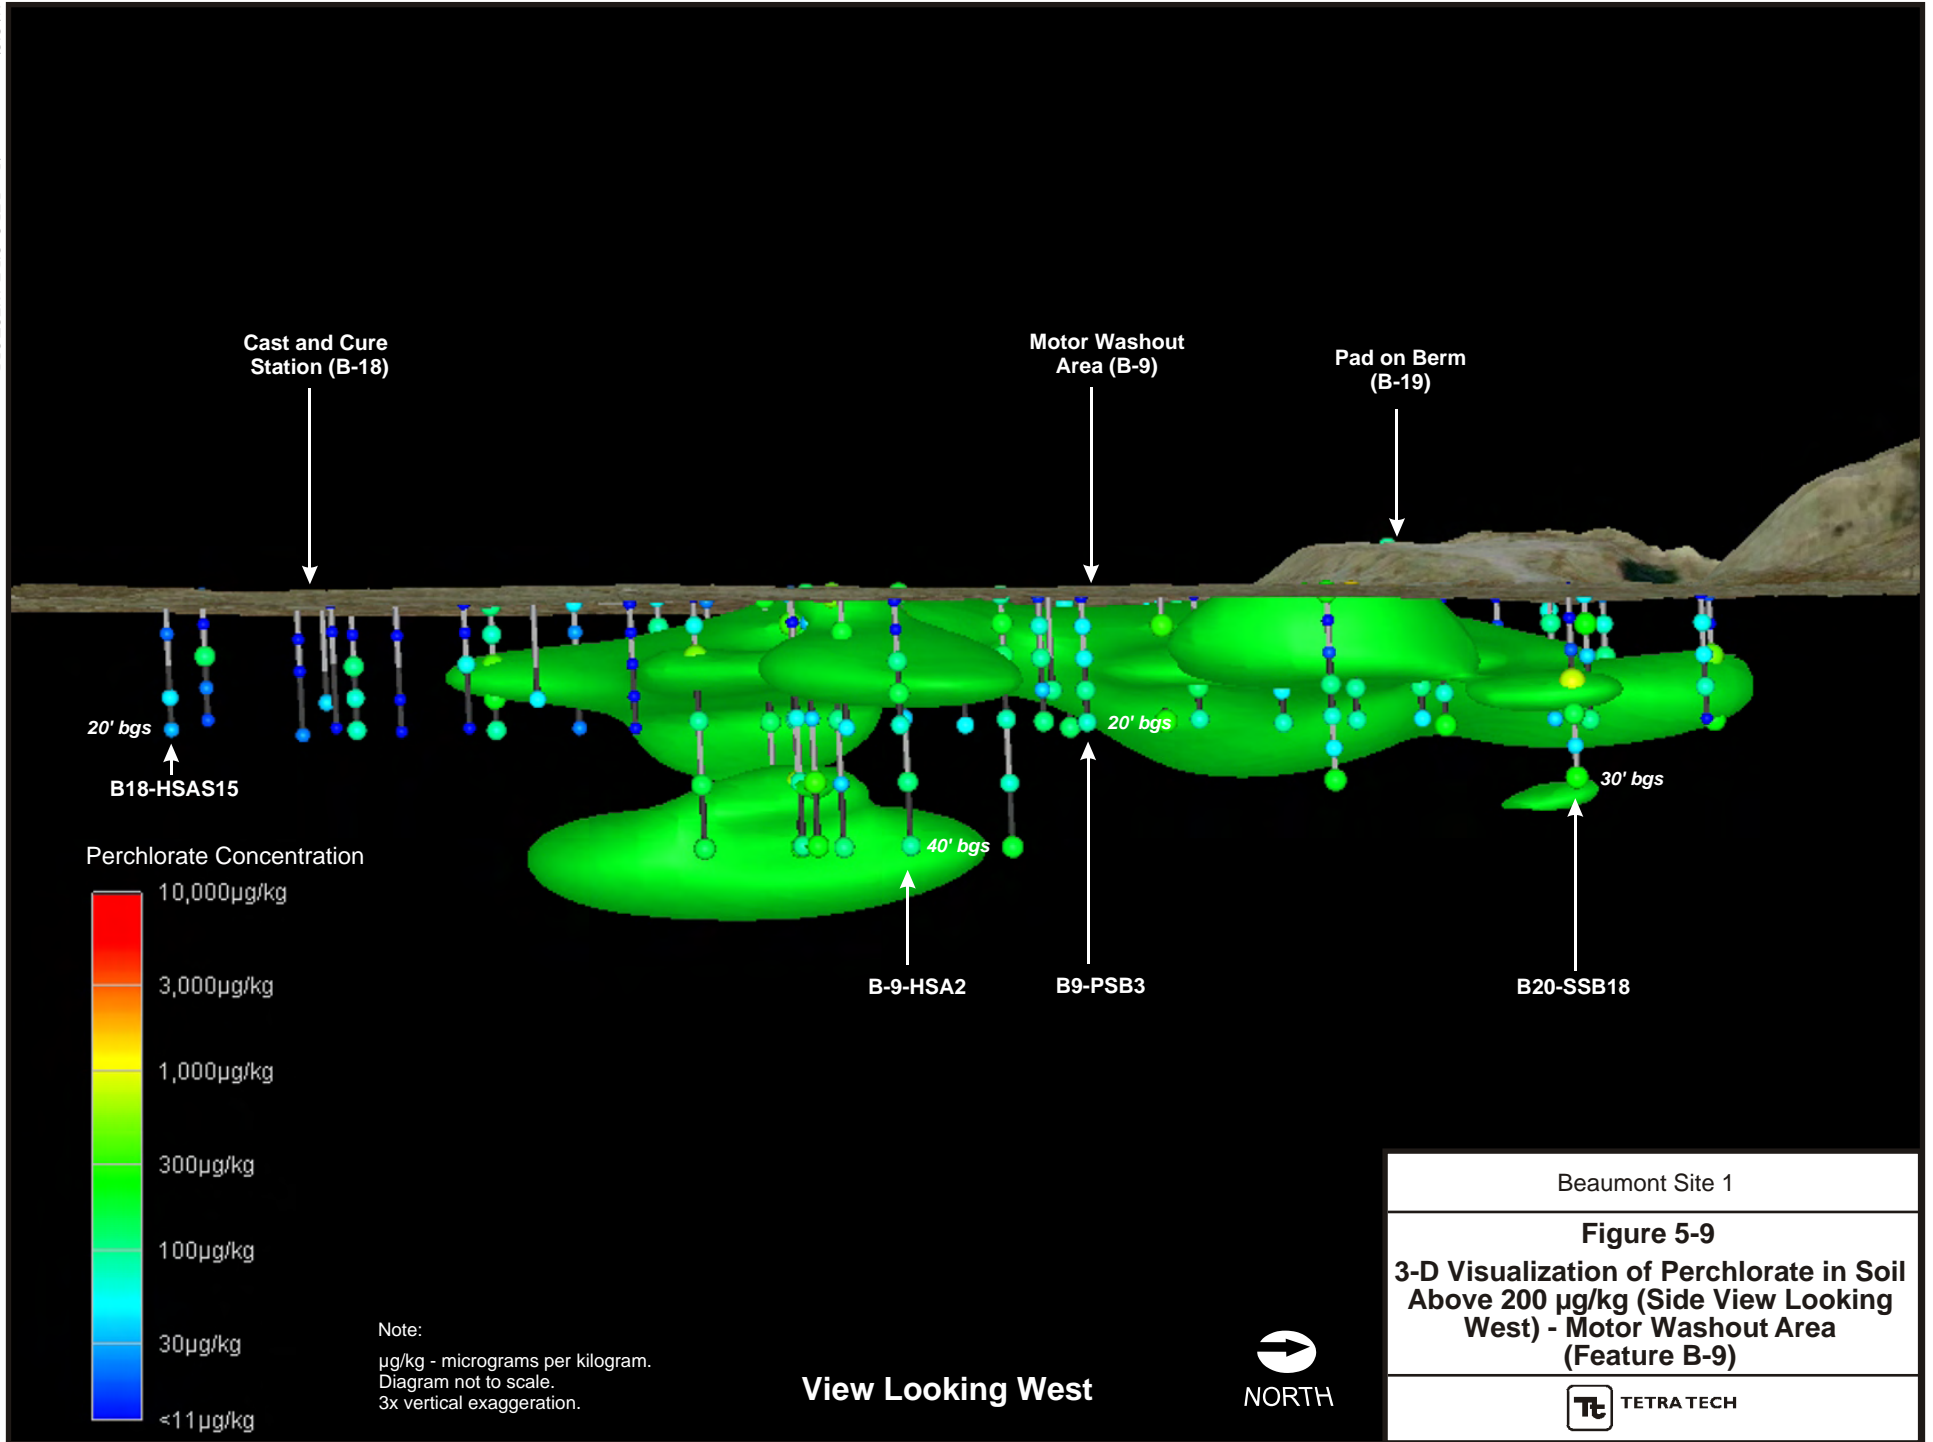 Cast and Cure
Station (B-18)
Motor Washout
Area (B-9)
Pad on Berm
(B-19)
20' bgs
B18-HSAS15
20' bgs
30' bgs
40' bgs
B-9-HSA2
B9-PSB3
B20-SSB18
Perchlorate Concentration
10,000µg/kg
3,000µg/kg
1,000µg/kg
300µg/kg
100µg/kg
30µg/kg
<11µg/kg
Note:
µg/kg - micrograms per kilogram.
Diagram not to scale.
3x vertical exaggeration.
View Looking West
NORTH
Beaumont Site 1
Figure 5-9
3-D Visualization of Perchlorate in Soil
Above 200 µg/kg (Side View Looking
West) - Motor Washout Area
(Feature B-9)
Tt TETRA TECH